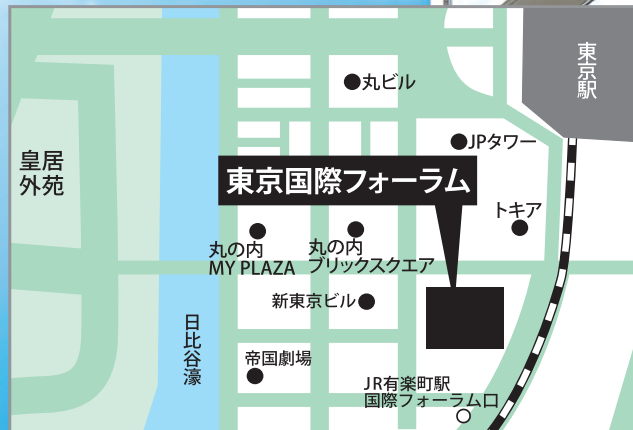 東京駅
丸ビル
JPタワー
皇居
外苑
東京国際フォーラム
トキア
丸の内
MY PLAZA
丸の内
ブリックスクエア
新東京ビル
日比谷濠
帝国劇場
JR有楽町駅
国際フォーラム口